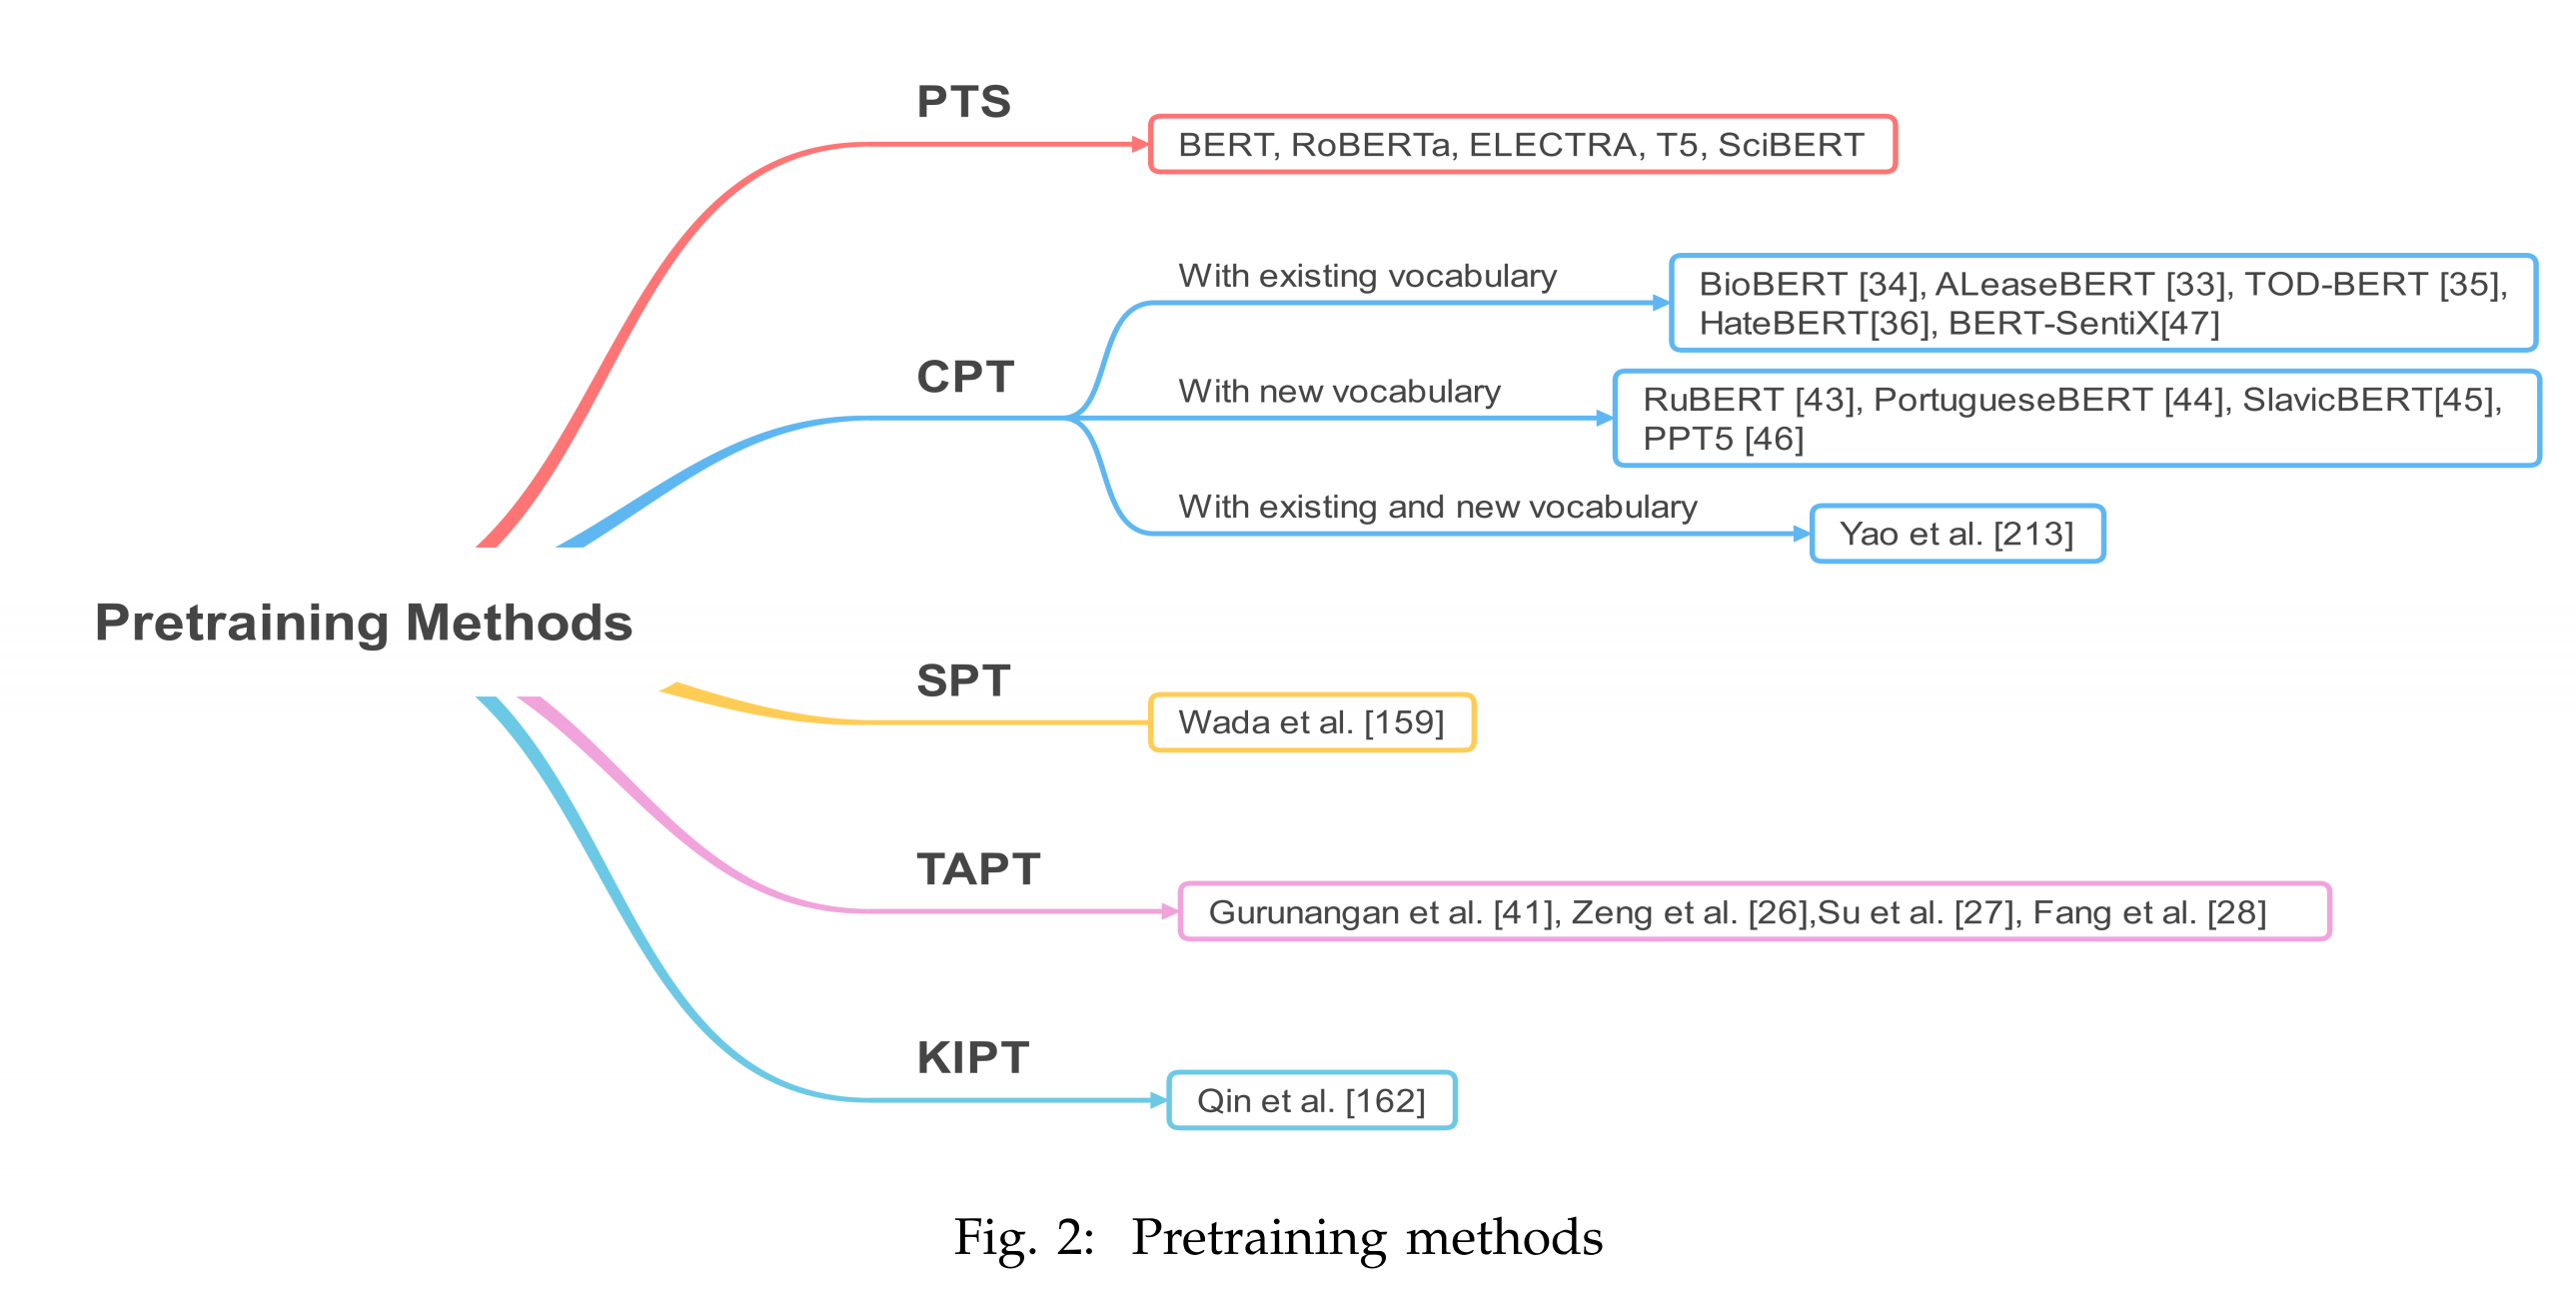 PTS
BERT, RoBERTa, ELECTRA, T5, SciBERT
With existing vocabulary
BioBERT [34], ALeaseBERT [33], TOD-BERT [35],
HateBERT[36], BERT-SentiX[47]
CPT
With new vocabulary
RuBERT [43], PortugueseBERT [44], SlavicBERT[45],
PPT5 [46]
With existing and new vocabulary
Yao et al. [213]
Pretraining Methods
SPT
Wada et al. [159]
TAPT
Gurunangan et al. [41], Zeng et al. [26],Su et al. [27], Fang et al. [28]
KIPT
Qin et al. [162]
Fig. 2: Pretraining methods